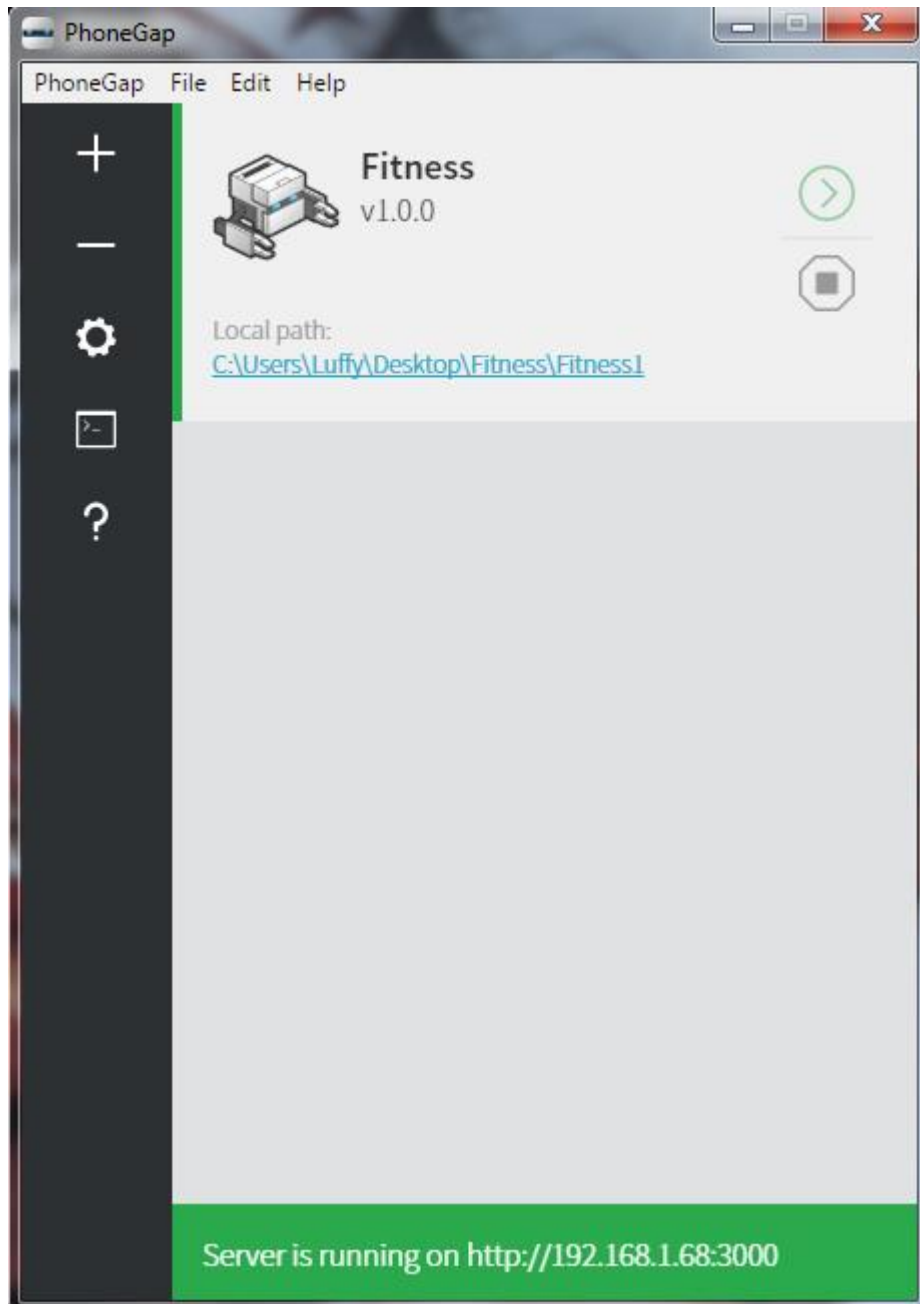 PhoneGap
PhoneGap File Edit Help
Fitness
v1.0.0
Local path:
C:\Users\Luffy\Desktop\Fitness\Fitness1
Server is running on http://192.168.1.68:3000